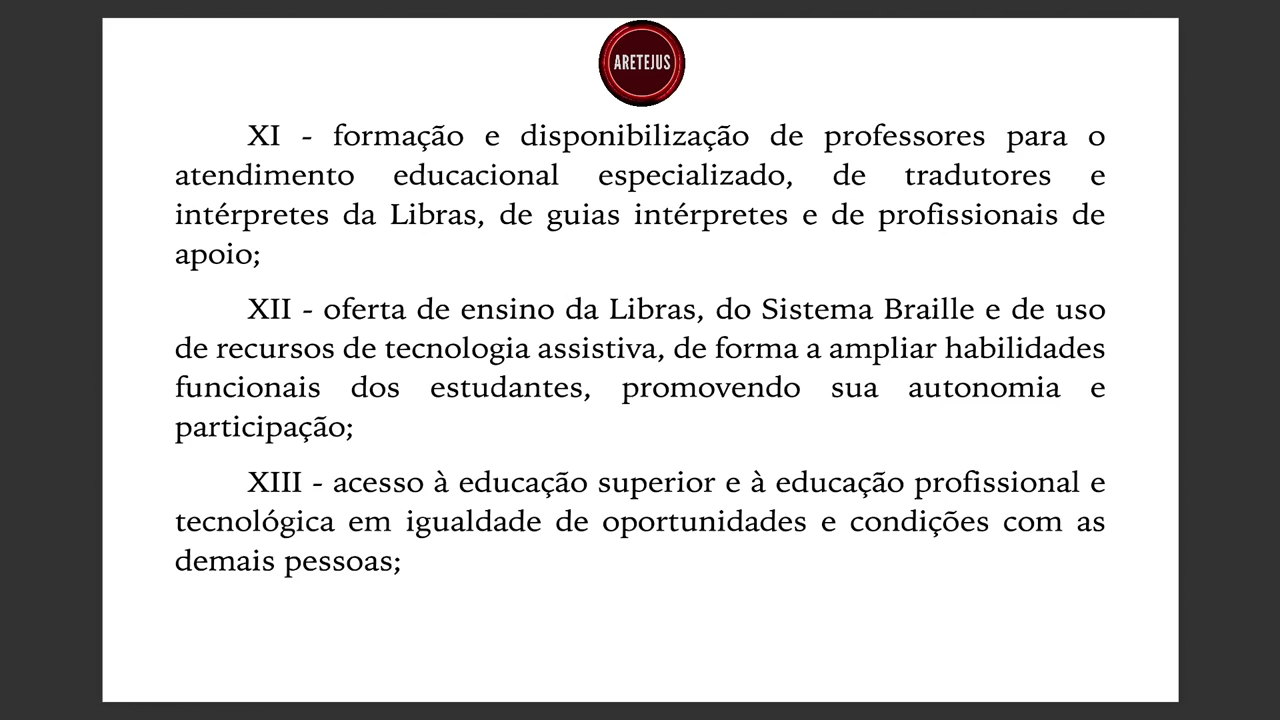 ARETEJUS
XI - formação e disponibilização de professores para o
atendimento educacional especializado, de tradutores e
intérpretes da Libras, de guias intérpretes e de profissionais de
apoio;
XII - oferta de ensino da Libras, do Sistema Braille e de uso
de recursos de tecnologia assistiva, de forma a ampliar habilidades
funcionais dos estudantes, promovendo sua autonomia e
participação;
XIII - acesso à educação superior e à educação profissional e
tecnológica em igualdade de oportunidades e condições com as
demais pessoas;